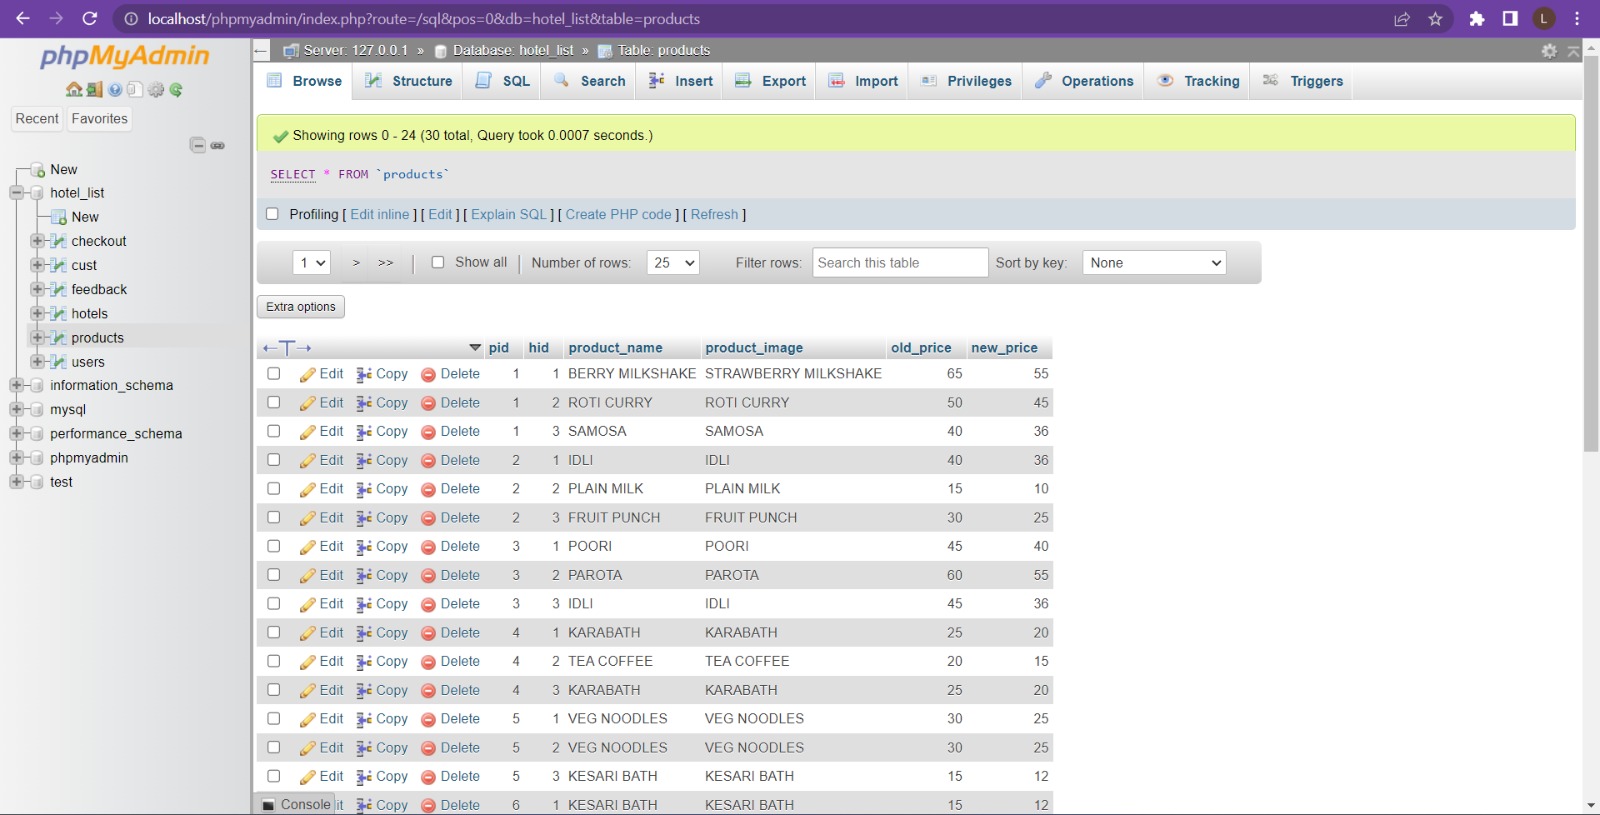 localhost/phpmyadmin/index.php?route=/sql&pos=0&db=hotel_list&table=products
L
phpMyAdmin
Recent Favorites
New
hotel_list
New
checkout
cust
feedback
hotels
products
users
information_schema
mysql
performance_schema
phpmyadmin
test
Server: 127.0.0.1 » Database: hotel_list » Table: products
Browse Structure SQL Search Insert Export Import Privileges Operations Tracking Triggers
Showing rows 0 - 24 (30 total, Query took 0.0007 seconds.)
SELECT * FROM `products`
Profiling [ Edit inline ] [ Edit ] [ Explain SQL ] [ Create PHP code ] [ Refresh ]
1 > >> | Show all | Number of rows: 25 Filter rows: Search this table Sort by key: None
Extra options
←T→ pid hid product_name product_image old_price new_price
Edit Copy Delete 1 1 BERRY MILKSHAKE STRAWBERRY MILKSHAKE 65 55
Edit Copy Delete 1 2 ROTI CURRY ROTI CURRY 50 45
Edit Copy Delete 1 3 SAMOSA SAMOSA 40 36
Edit Copy Delete 2 1 IDLI IDLI 40 36
Edit Copy Delete 2 2 PLAIN MILK PLAIN MILK 15 10
Edit Copy Delete 2 3 FRUIT PUNCH FRUIT PUNCH 30 25
Edit Copy Delete 3 1 POORI POORI 45 40
Edit Copy Delete 3 2 PAROTA PAROTA 60 55
Edit Copy Delete 3 3 IDLI IDLI 45 36
Edit Copy Delete 4 1 KARABATH KARABATH 25 20
Edit Copy Delete 4 2 TEA COFFEE TEA COFFEE 20 15
Edit Copy Delete 4 3 KARABATH KARABATH 25 20
Edit Copy Delete 5 1 VEG NOODLES VEG NOODLES 30 25
Edit Copy Delete 5 2 VEG NOODLES VEG NOODLES 30 25
Edit Copy Delete 5 3 KESARI BATH KESARI BATH 15 12
Console it Copy Delete 6 1 KESARI BATH KESARI BATH 15 12